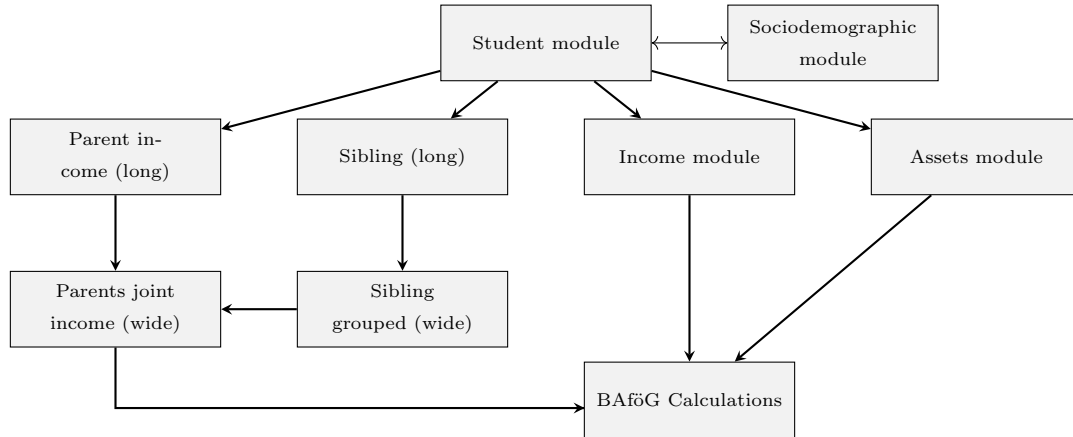 Student module
Sociodemographic
module
Parent in-
come (long)
Sibling (long)
Income module
Assets module
Parents joint
income (wide)
Sibling
grouped (wide)
BAföG Calculations